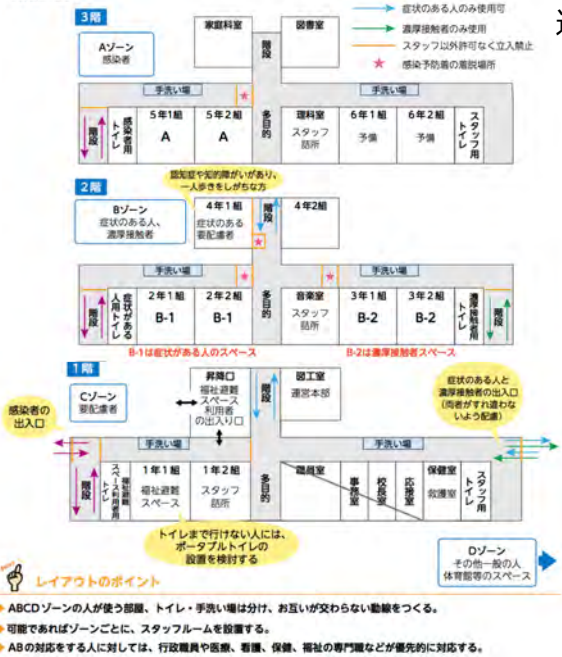 症状のある人のみ使用可
濃厚接触者のみ使用
スタッフ以外許可なく立入禁止
★ 感染予防着の着脱場所
3階
Aゾーン
感染者
家庭科室
図書室
階段
手洗い場
階段
感染者用トイレ
5年1組
A
5年2組
A
多目的
理科室
スタッフ
詰所
6年1組
予備
6年2組
予備
スタッフ用トイレ
認知症や知的障がいがあり、
一人歩きをしがちな方
2階
Bゾーン
症状のある人、
濃厚接触者
4年1組
症状のある
要配慮者
階段
4年2組
手洗い場
手洗い場
階段
症状がある人用トイレ
2年1組
B-1
2年2組
B-1
多目的
音楽室
スタッフ
詰所
3年1組
B-2
3年2組
B-2
濃厚接触者用トイレ
階段
B-1は症状がある人のスペース
B-2は濃厚接触者スペース
1階
Cゾーン
要配慮者
昇降口
福祉避難
スペース
利用者
の出入り口
階段
図工室
運営本部
感染者の
出入口
症状のある人と
濃厚接触者の出入口
(両者がすれ違わな
いよう配慮)
手洗い場
手洗い場
階段
福祉避難スペース利用者用トイレ
1年1組
福祉避難
スペース
1年2組
スタッフ
詰所
多目的
職員室
事務室
校長室
応接室
保健室
救護室
スタッフ用トイレ
トイレまで行けない人には、
ポータブルトイレの
設置を検討する
Dゾーン
その他一般の人
体育館等のスペース
レイアウトのポイント
ABCDゾーンの人が使う部屋、トイレ・手洗い場は分け、お互いが交わらない動線をつくる。
可能であればゾーンごとに、スタッフルームを設置する。
ABの対応をする人に対しては、行政職員や医療、看護、保健、福祉の専門職などが優先的に対応する。